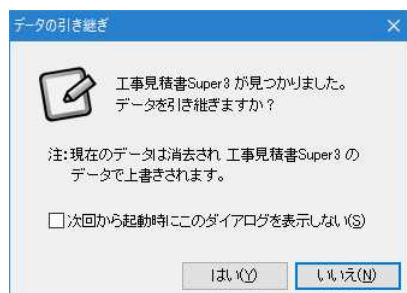 データの引き継ぎ
工事見積書Super3 が見つかりました。
データを引き継ぎますか？
注：現在のデータは消去され 工事見積書Super3 の
データで上書きされます。
次回から起動時にこのダイアログを表示しない(S)
はい(Y)
いいえ(N)